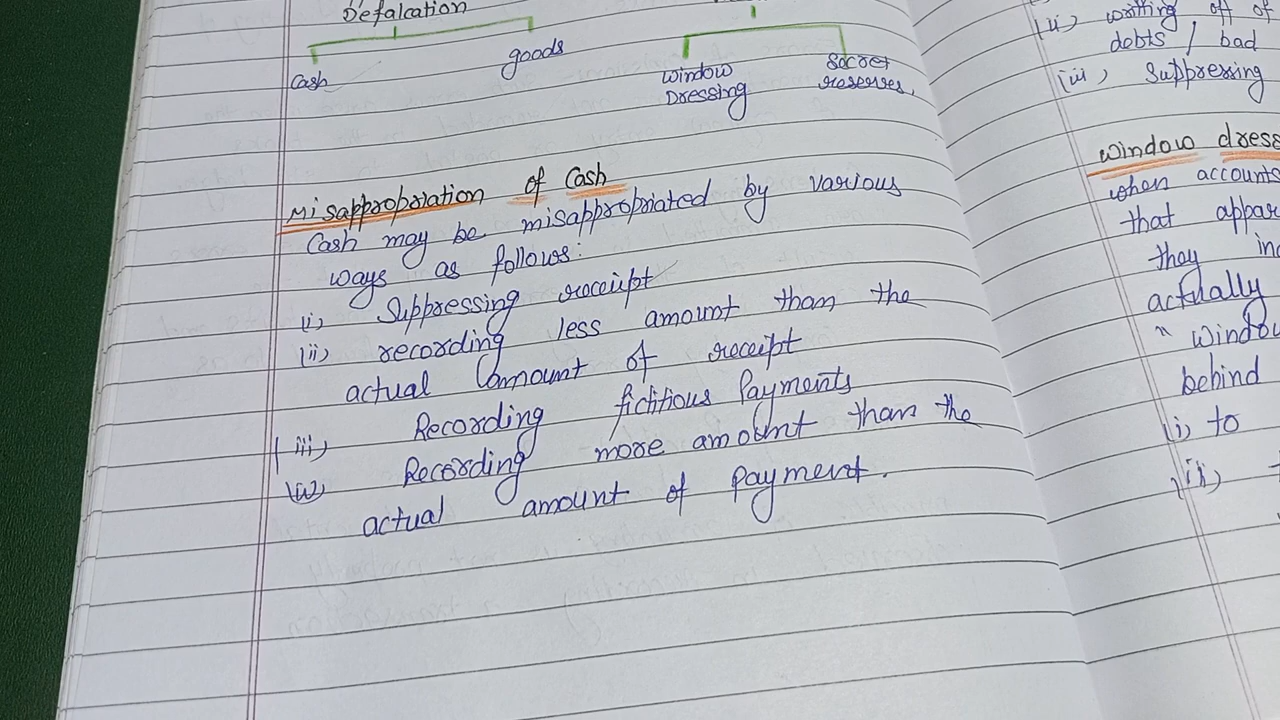 Defalcation
Cash
goods
Window
Dressing
Secret
reserves.
Misappropriation of Cash
Cash may be misappropriated by various
ways as follows:
(i) Suppressing receipt
(ii) recording less amount than the
actual amount of receipt
(iii) Recording fictitious Payments
(iv) Recording more amount than the
actual amount of Payment.
(ii) writing off of
debts / bad
(iii) Suppressing
Window dress
when accounts
that appar
they inc
actually
" Windo
behind
(i) to
(ii)